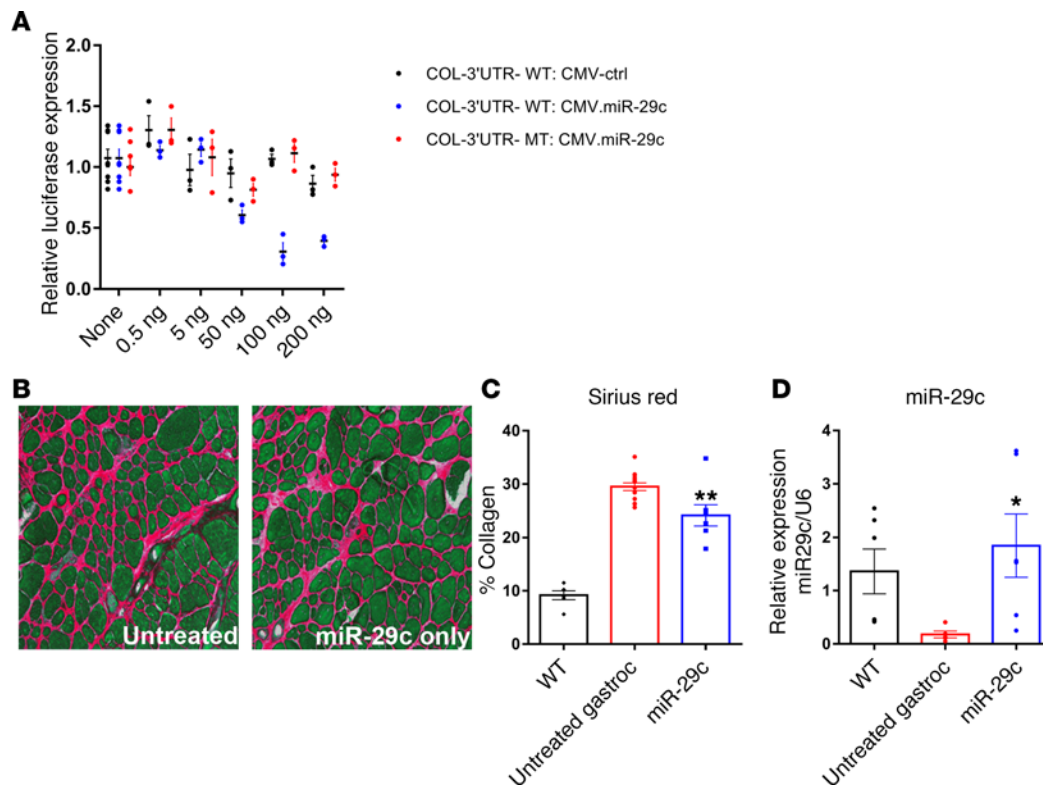 A
Relative luciferase expression
2.0
1.5
1.0
0.5
0.0
None
0.5 ng
5 ng
50 ng
100 ng
200 ng
COL-3'UTR- WT: CMV-ctrl
COL-3'UTR- WT: CMV.miR-29c
COL-3'UTR- MT: CMV.miR-29c
B
Untreated
miR-29c only
C
Sirius red
% Collagen
40
30
20
10
0
**
WT
Untreated gastroc
miR-29c
D
miR-29c
Relative expression
miR29c/U6
4
3
2
1
0
*
WT
Untreated gastroc
miR-29c